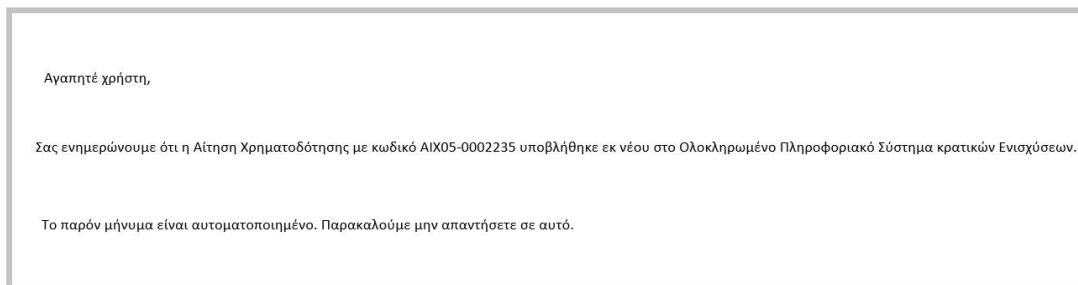 Αγαπητέ χρήστη,
Σας ενημερώνουμε ότι η Αίτηση Χρηματοδότησης με κωδικό ΑΙΧ05-0002235 υποβλήθηκε εκ νέου στο Ολοκληρωμένο Πληροφοριακό Σύστημα κρατικών Ενισχύσεων.
Το παρόν μήνυμα είναι αυτοματοποιημένο. Παρακαλούμε μην απαντήσετε σε αυτό.